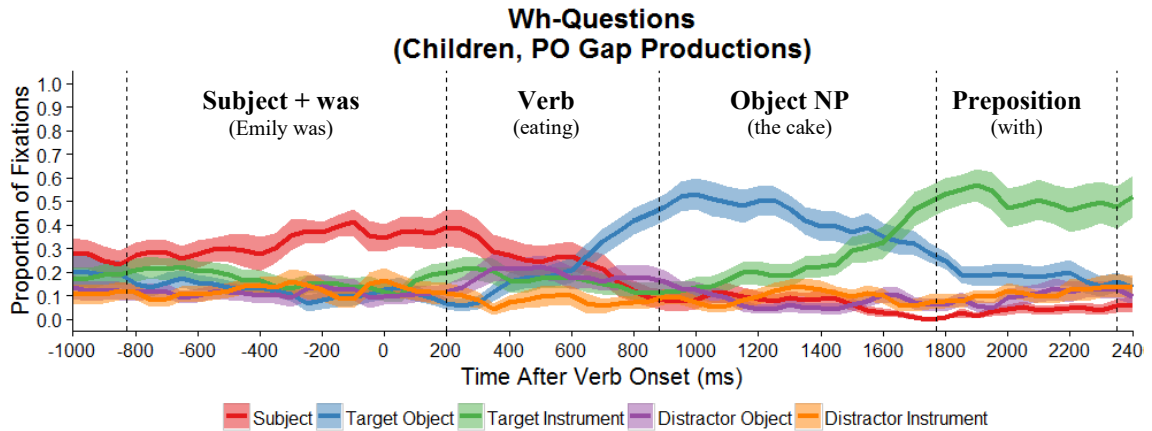 Wh-Questions
(Children, PO Gap Productions)
Proportion of Fixations
1.0
0.9
0.8
0.7
0.6
0.5
0.4
0.3
0.2
0.1
0.0
Subject + was
(Emily was)
Verb
(eating)
Object NP
(the cake)
Preposition
(with)
-1000 -800 -600 -400 -200 0 200 400 600 800 1000 1200 1400 1600 1800 2000 2200 240
Time After Verb Onset (ms)
Subject Target Object Target Instrument Distractor Object Distractor Instrument